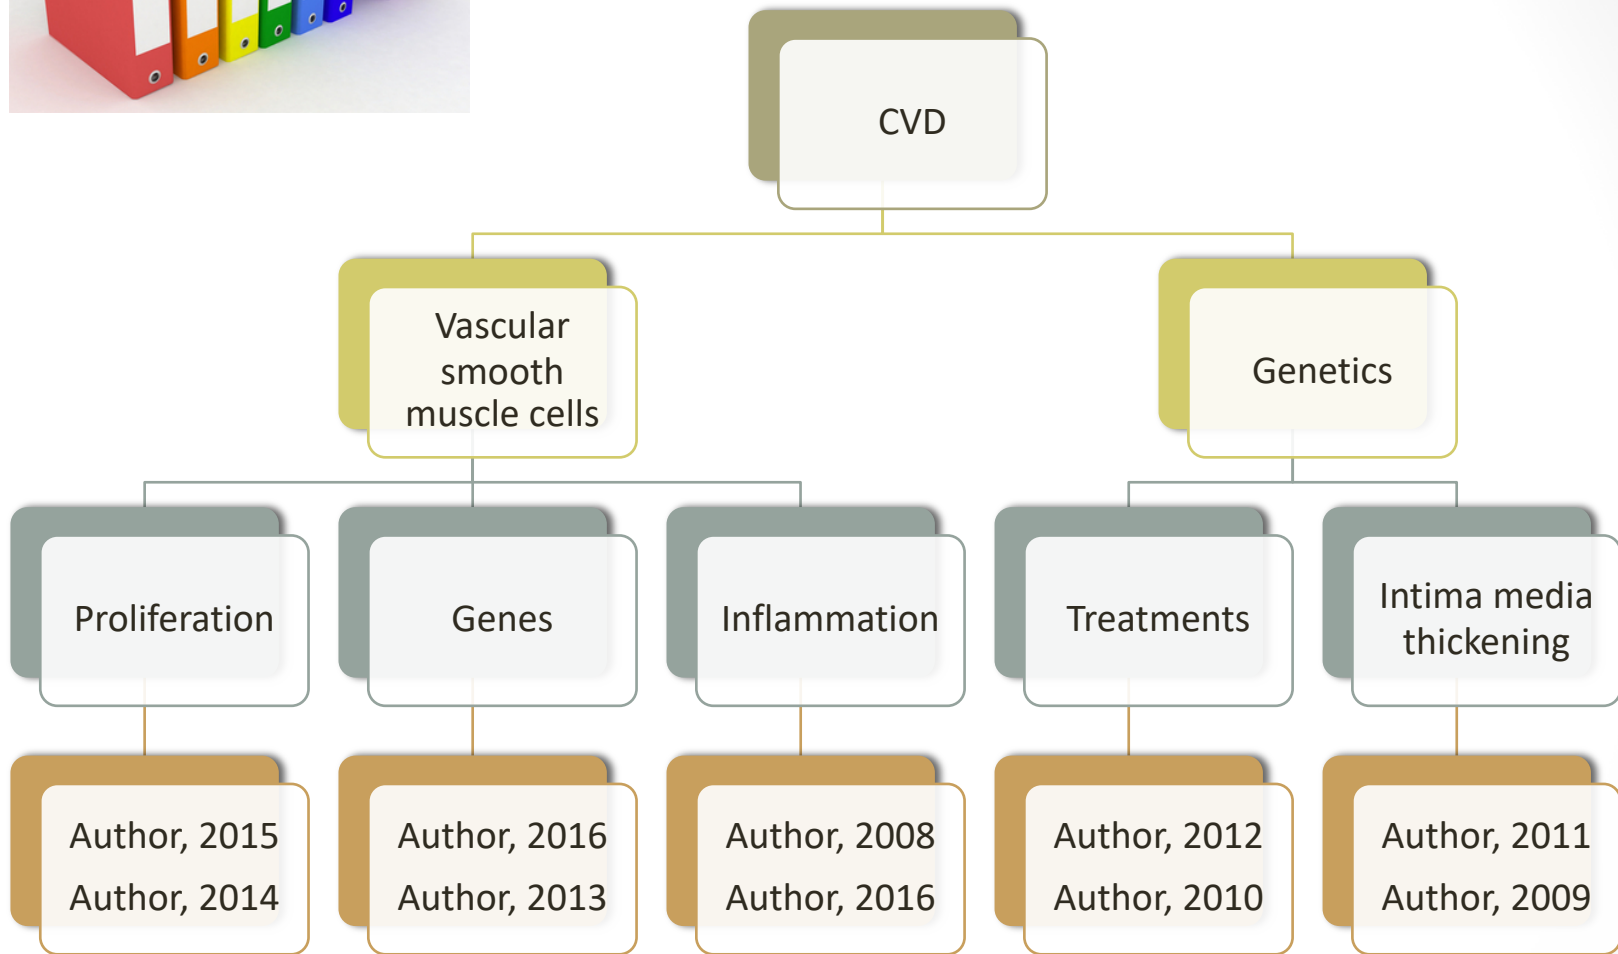 CVD
Vascular
smooth
muscle cells
Genetics
Proliferation
Genes
Inflammation
Treatments
Intima media
thickening
Author, 2015
Author, 2014
Author, 2016
Author, 2013
Author, 2008
Author, 2016
Author, 2012
Author, 2010
Author, 2011
Author, 2009